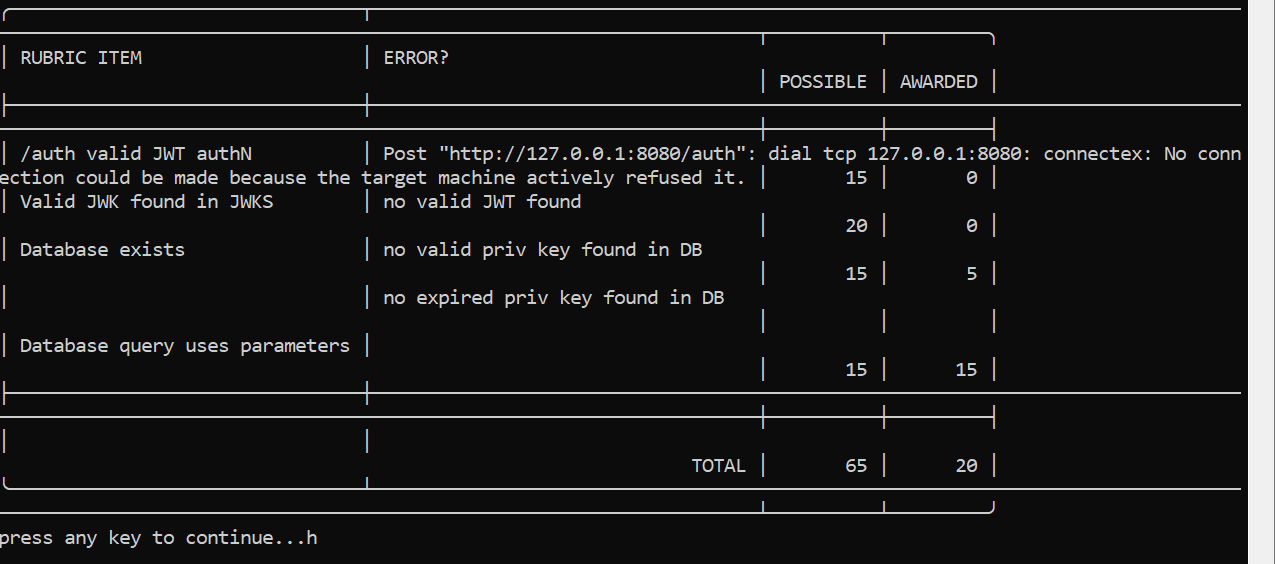 RUBRIC ITEM ERROR?
POSSIBLE AWARDED
/auth valid JWT authN Post "http://127.0.0.1:8080/auth": dial tcp 127.0.0.1:8080: connectex: No conn
ection could be made because the target machine actively refused it. 15 0
Valid JWK found in JWKS no valid JWT found
20 0
Database exists no valid priv key found in DB
15 5
no expired priv key found in DB
Database query uses parameters
15 15
TOTAL 65 20
press any key to continue...h